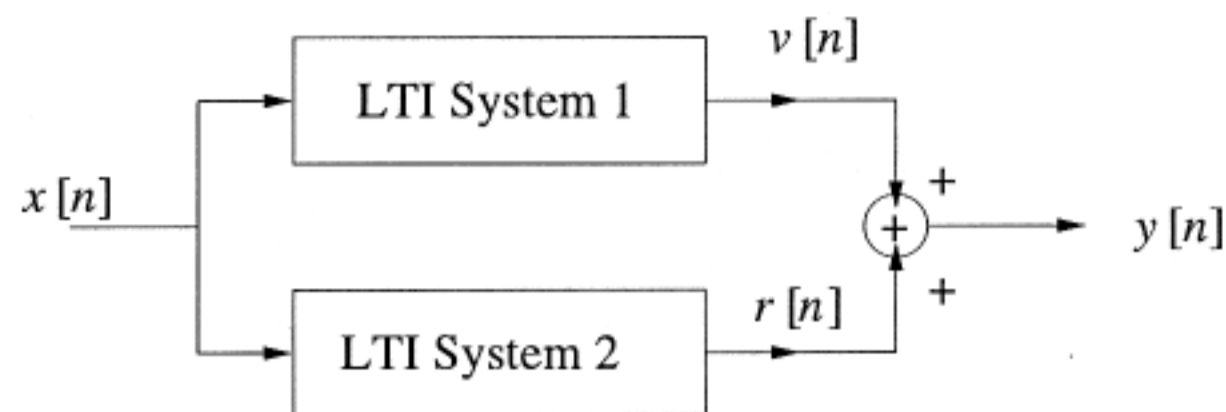 v [n]
LTI System 1
x [n]
+
+
y [n]
+
r [n]
LTI System 2